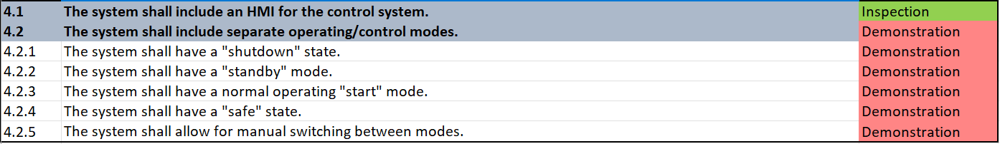 4.1 The system shall include an HMI for the control system. Inspection
4.2 The system shall include separate operating/control modes. Demonstration
4.2.1 The system shall have a "shutdown" state. Demonstration
4.2.2 The system shall have a "standby" mode. Demonstration
4.2.3 The system shall have a normal operating "start" mode. Demonstration
4.2.4 The system shall have a "safe" state. Demonstration
4.2.5 The system shall allow for manual switching between modes. Demonstration